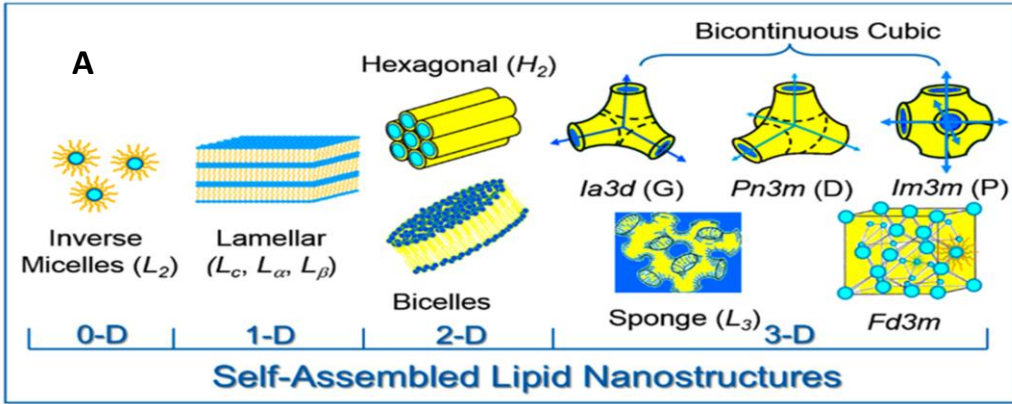 A
Bicontinuous Cubic
Hexagonal (H₂)
Ia3d (G)
Pn3m (D)
Im3m (P)
Inverse
Micelles (L₂)
Lamellar
(L꜀, Lα, Lᵦ)
Bicelles
Sponge (L₃)
Fd3m
0-D
1-D
2-D
3-D
Self-Assembled Lipid Nanostructures